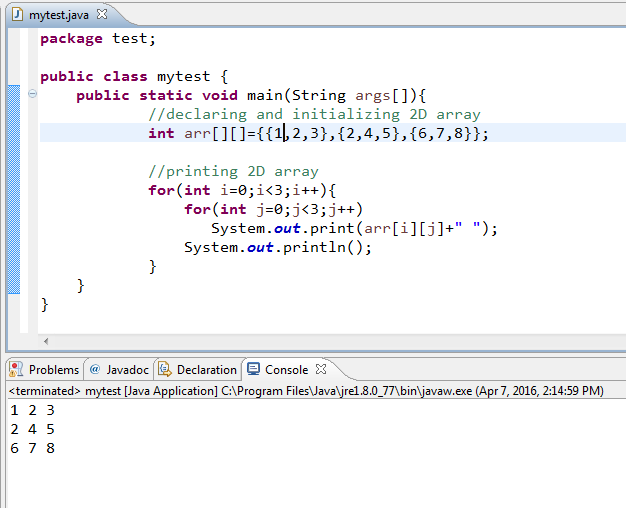 mytest.java
package test;
public class mytest {
public static void main(String args[]){
//declaring and initializing 2D array
int arr[][]={{1,2,3},{2,4,5},{6,7,8}};
//printing 2D array
for(int i=0;i<3;i++){
for(int j=0;j<3;j++)
System.out.print(arr[i][j]+" ");
System.out.println();
}
}
}
Problems @ Javadoc Declaration Console
<terminated> mytest [Java Application] C:\Program Files\Java\jre1.8.0_77\bin\javaw.exe (Apr 7, 2016, 2:14:59 PM)
1 2 3
2 4 5
6 7 8